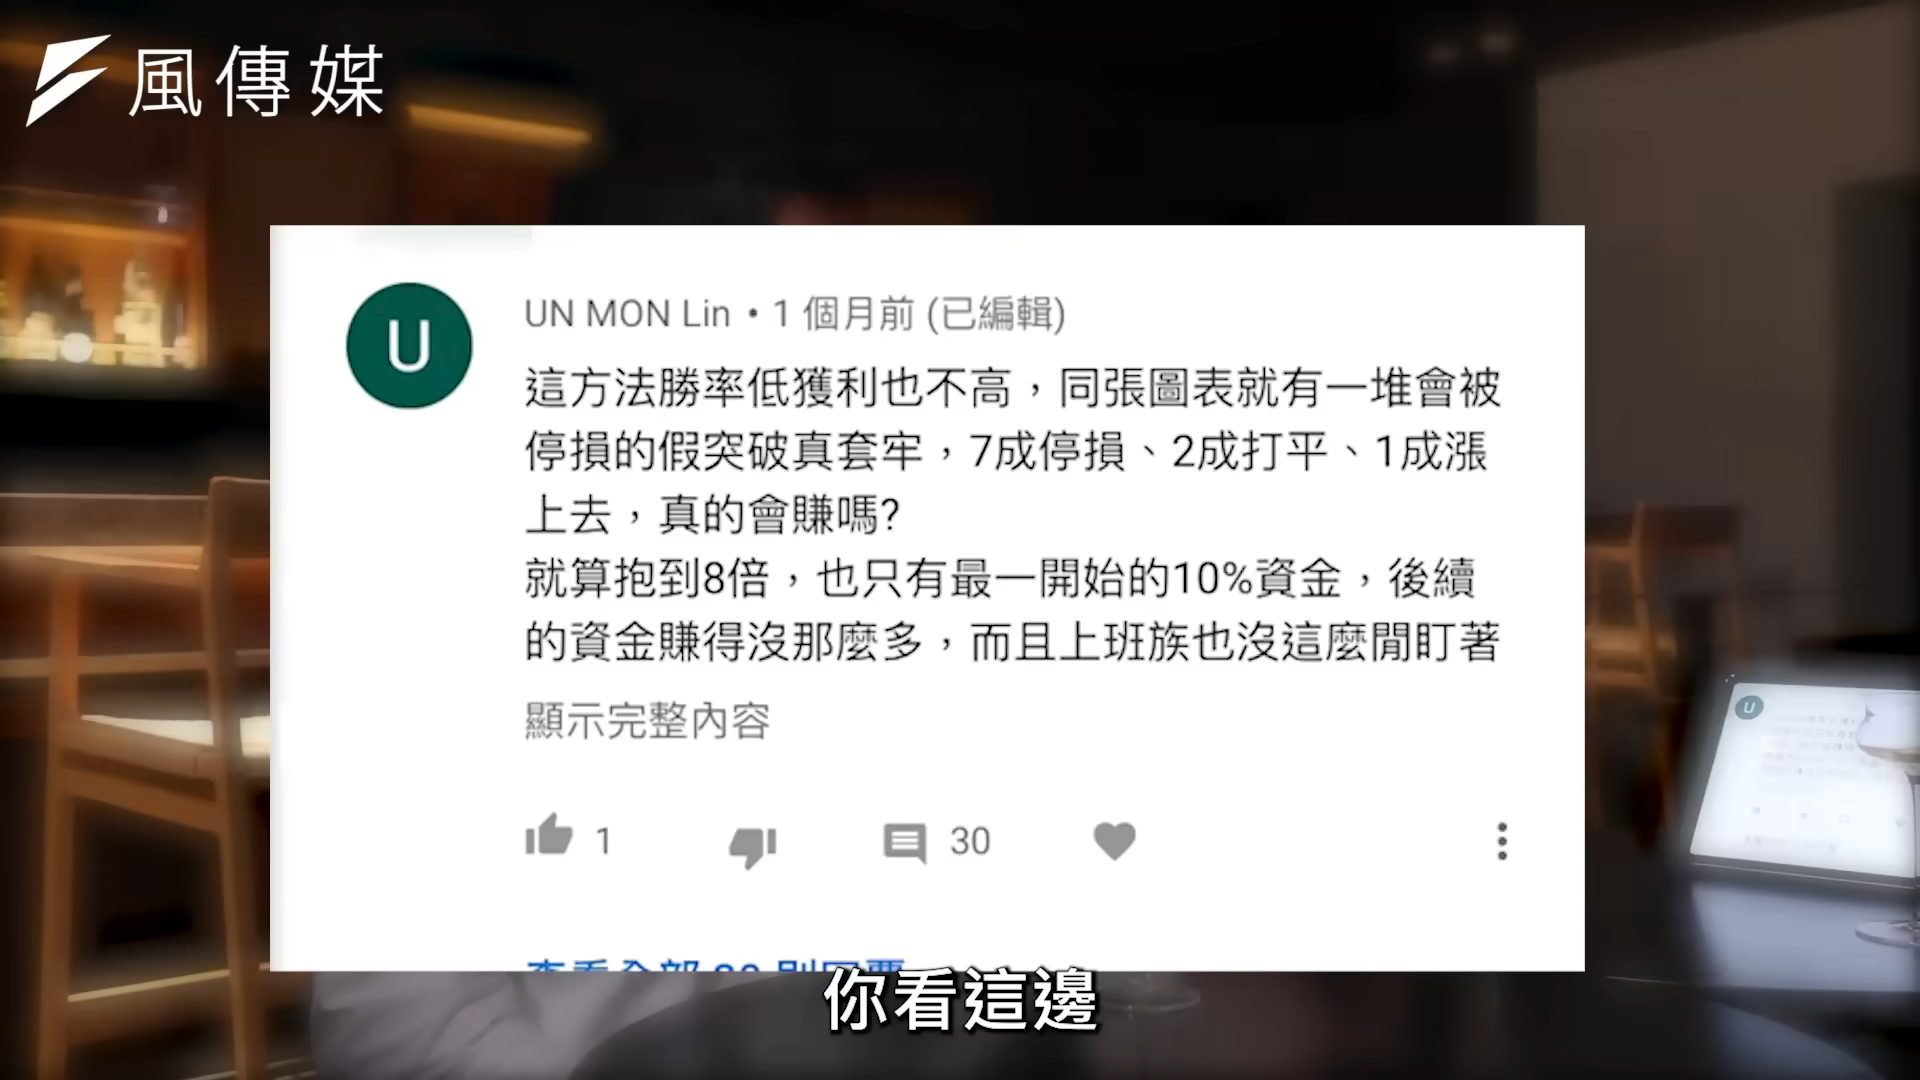 風傳媒
U
UN MON Lin • 1 個月前 (已編輯)
這方法勝率低獲利也不高，同張圖表就有一堆會被
停損的假突破真套牢，7成停損、2成打平、1成漲
上去，真的會賺嗎?
就算抱到8倍，也只有最一開始的10%資金，後續
的資金賺得沒那麼多，而且上班族也沒這麼閒盯著
顯示完整內容
1
30
你看這邊
U